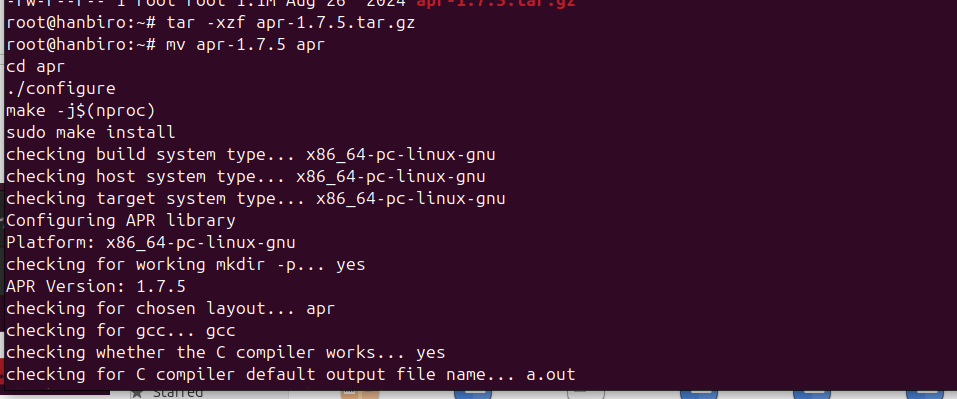 -rw-r--r-- 1 root root 1.1M Aug 26 2024 apr-1.7.5.tar.gz
root@hanbiro:~# tar -xzf apr-1.7.5.tar.gz
root@hanbiro:~# mv apr-1.7.5 apr
cd apr
./configure
make -j$(nproc)
sudo make install
checking build system type... x86_64-pc-linux-gnu
checking host system type... x86_64-pc-linux-gnu
checking target system type... x86_64-pc-linux-gnu
Configuring APR library
Platform: x86_64-pc-linux-gnu
checking for working mkdir -p... yes
APR Version: 1.7.5
checking for chosen layout... apr
checking for gcc... gcc
checking whether the C compiler works... yes
checking for C compiler default output file name... a.out
Starred